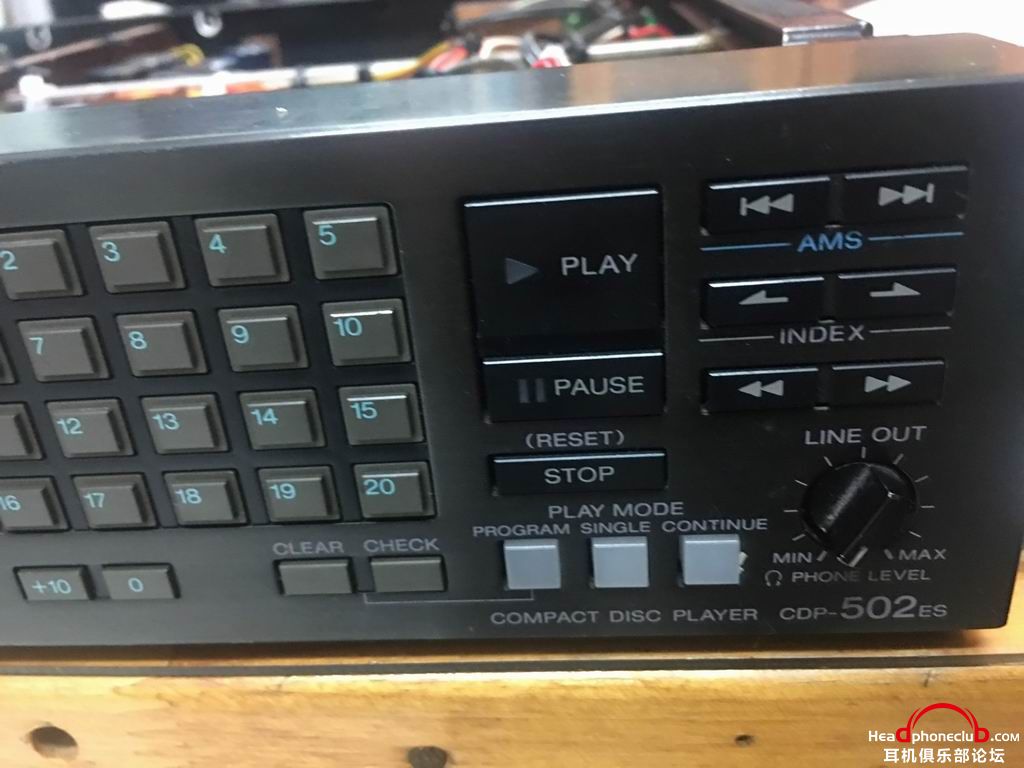 2 3 4 5
7 8 9 10
12 13 14 15
16 17 18 19 20
+10 0
CLEAR CHECK
PLAY
PAUSE
(RESET)
STOP
PLAY MODE
PROGRAM SINGLE CONTINUE
AMS
INDEX
LINE OUT
MIN MAX
PHONE LEVEL
COMPACT DISC PLAYER CDP-502ES
HeadphonecluD.com
耳机俱乐部论坛